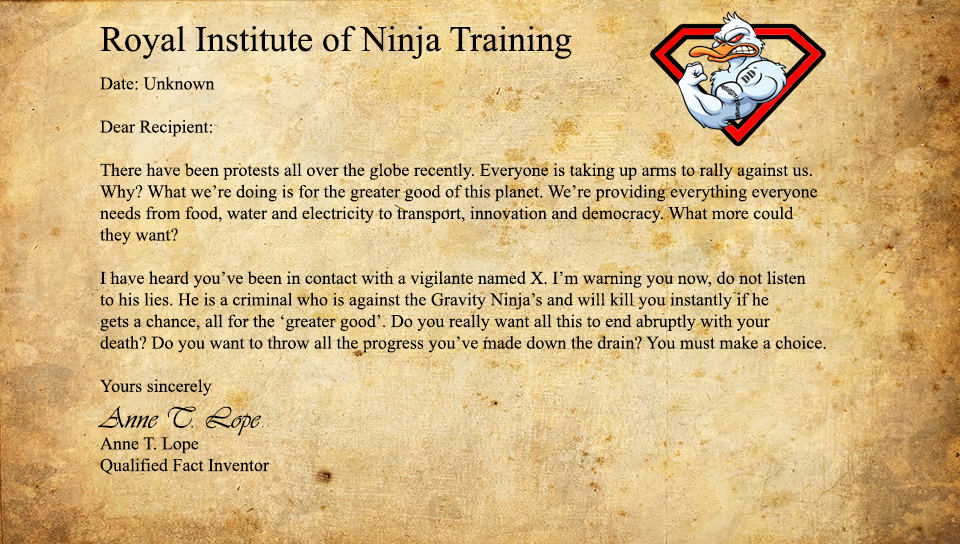 Royal Institute of Ninja Training
Date: Unknown
Dear Recipient:
There have been protests all over the globe recently. Everyone is taking up arms to rally against us.
Why? What we’re doing is for the greater good of this planet. We’re providing everything everyone
needs from food, water and electricity to transport, innovation and democracy. What more could
they want?
I have heard you’ve been in contact with a vigilante named X. I’m warning you now, do not listen
to his lies. He is a criminal who is against the Gravity Ninja’s and will kill you instantly if he
gets a chance, all for the ‘greater good’. Do you really want all this to end abruptly with your
death? Do you want to throw all the progress you’ve made down the drain? You must make a choice.
Yours sincerely
Anne T. Lope.
Anne T. Lope
Qualified Fact Inventor
DD